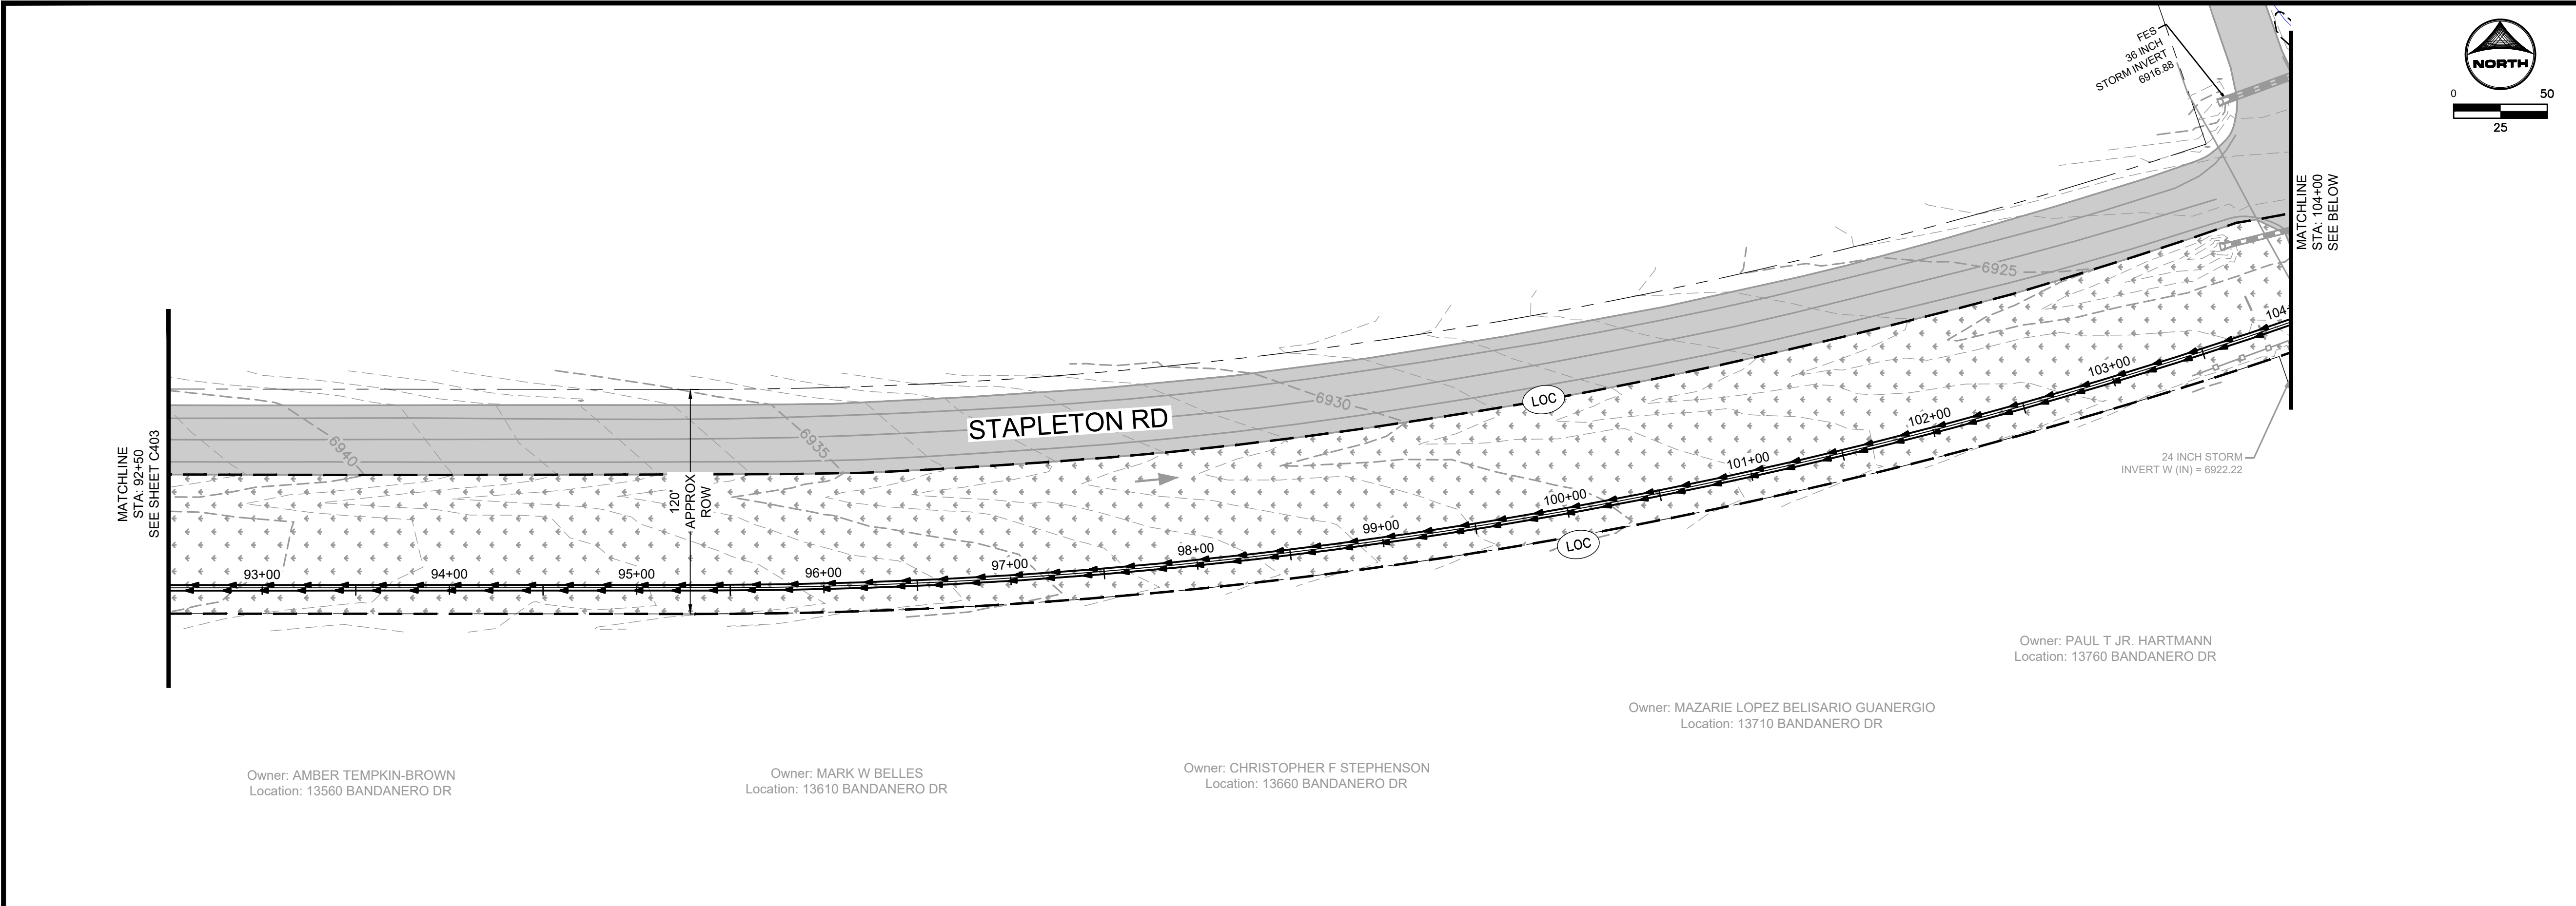 FES
36 INCH
STORM INVERT
6916.88
NORTH
0
50
25
MATCHLINE
STA: 104+00
SEE BELOW
MATCHLINE
STA: 92+50
SEE SHEET C403
6940
6935
6930
6925
STAPLETON RD
LOC
LOC
120'
APPROX
ROW
93+00
94+00
95+00
96+00
97+00
98+00
99+00
100+00
101+00
102+00
103+00
104+
24 INCH STORM
INVERT W (IN) = 6922.22
Owner: PAUL T JR. HARTMANN
Location: 13760 BANDANERO DR
Owner: MAZARIE LOPEZ BELISARIO GUANERGIO
Location: 13710 BANDANERO DR
Owner: CHRISTOPHER F STEPHENSON
Location: 13660 BANDANERO DR
Owner: MARK W BELLES
Location: 13610 BANDANERO DR
Owner: AMBER TEMPKIN-BROWN
Location: 13560 BANDANERO DR